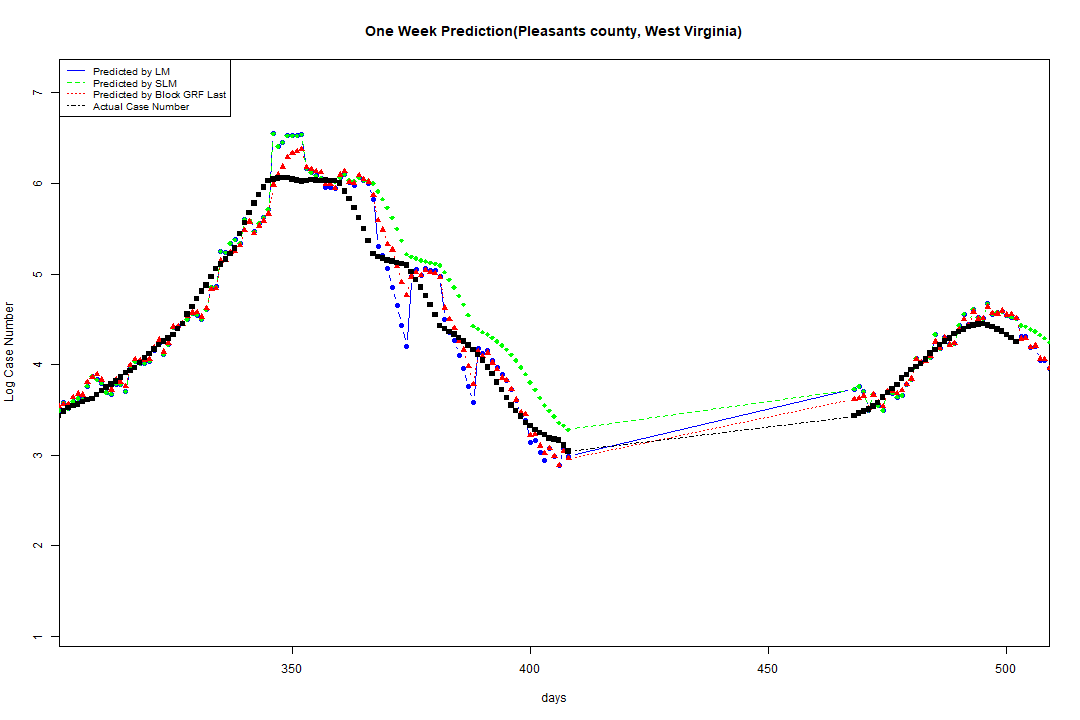 One Week Prediction(Pleasants county, West Virginia)
Predicted by LM
Predicted by SLM
Predicted by Block GRF Last
Actual Case Number
7
6
5
4
3
2
1
Log Case Number
350
400
450
500
days